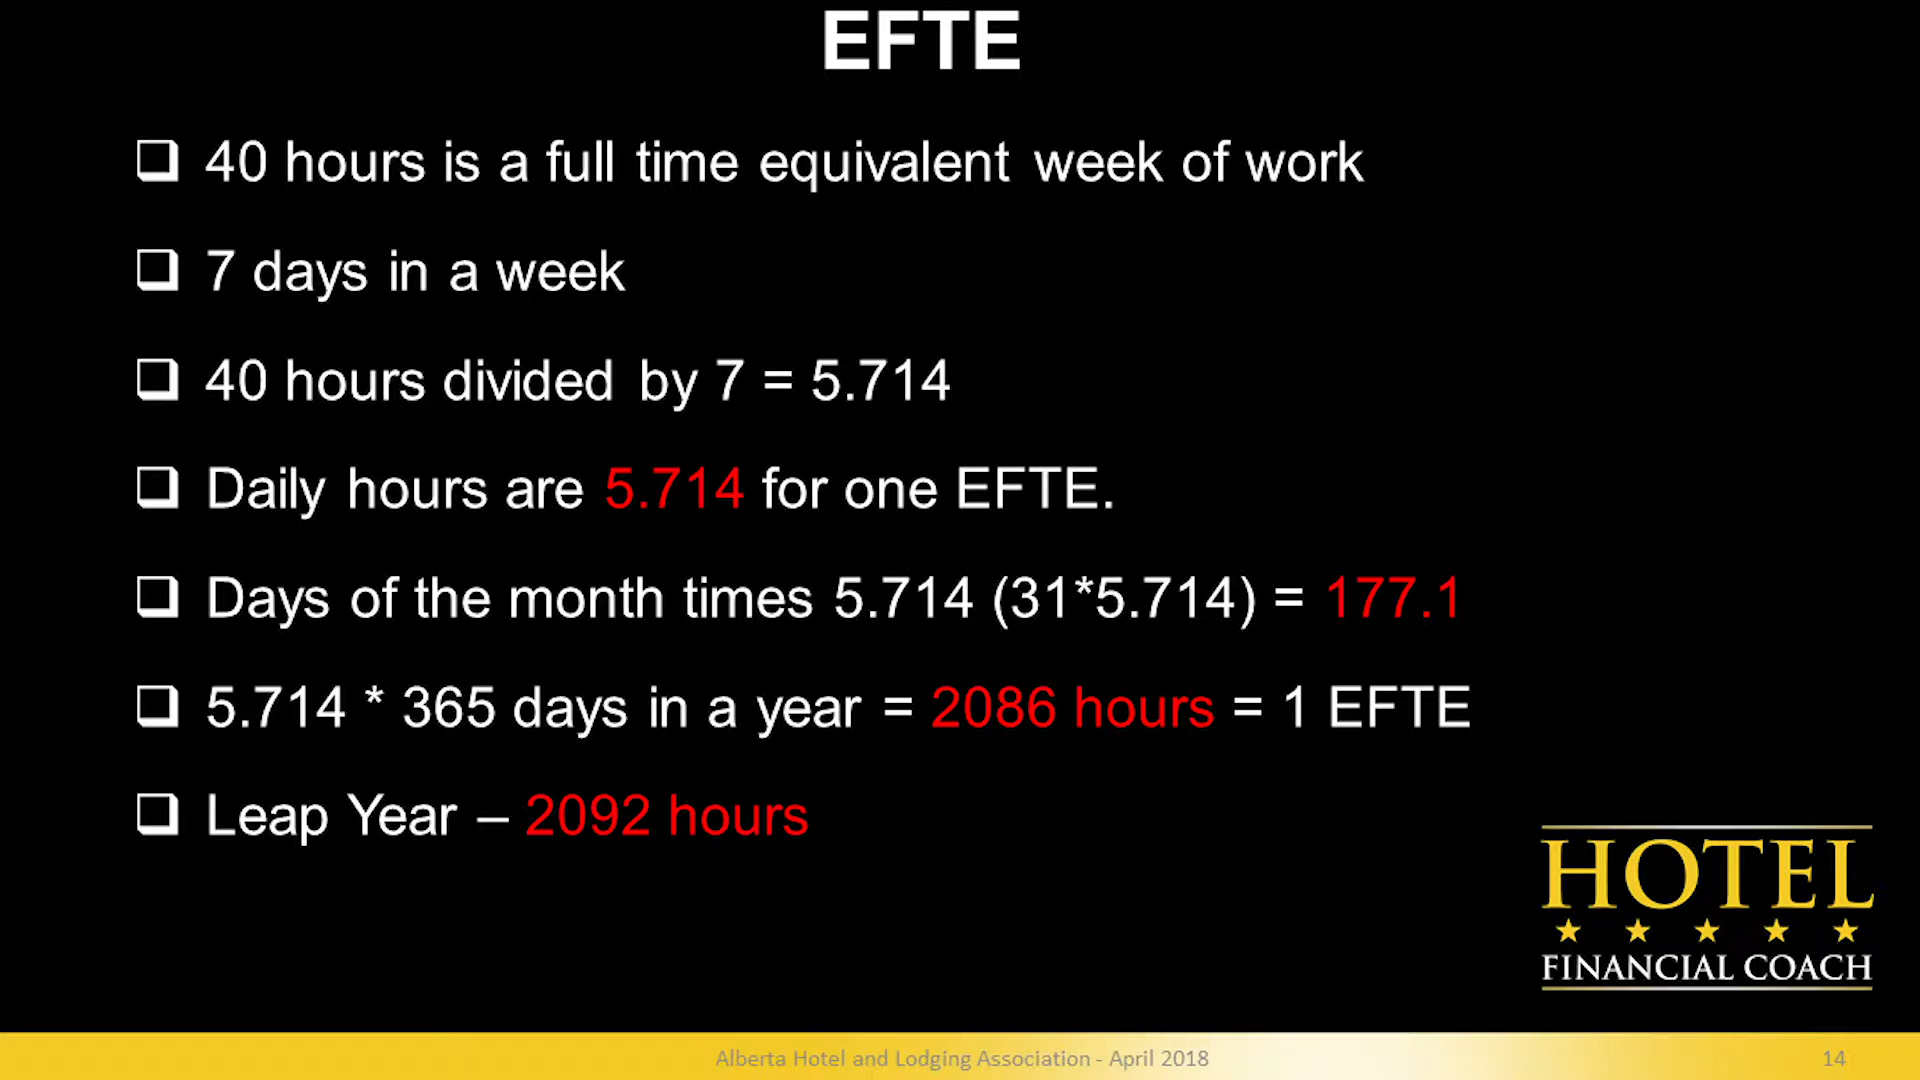 EFTE
40 hours is a full time equivalent week of work
7 days in a week
40 hours divided by 7 = 5.714
Daily hours are 5.714 for one EFTE.
Days of the month times 5.714 (31*5.714) = 177.1
5.714 * 365 days in a year = 2086 hours = 1 EFTE
Leap Year – 2092 hours
HOTEL
FINANCIAL COACH
Alberta Hotel and Lodging Association - April 2018
14